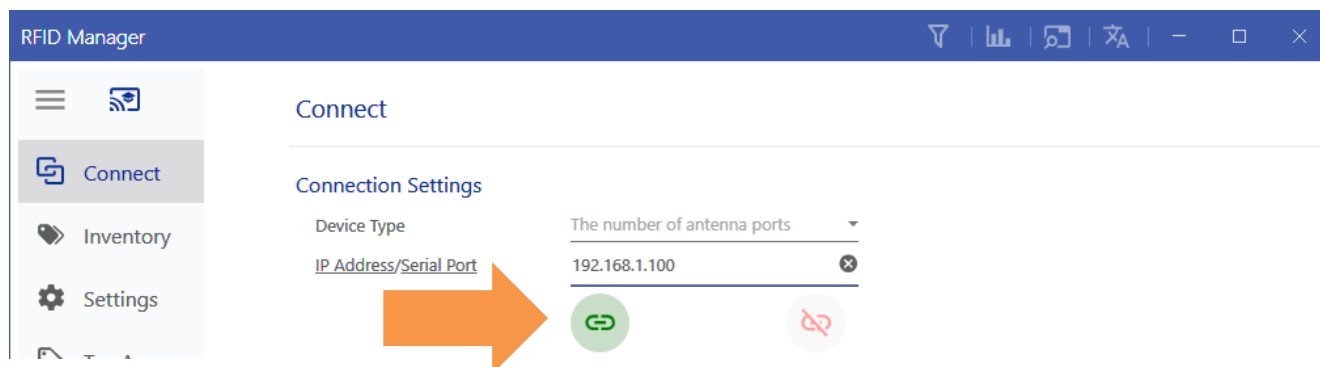 RFID Manager
Connect
Connect
Connection Settings
Device Type The number of antenna ports
Inventory
IP Address/Serial Port 192.168.1.100
Settings